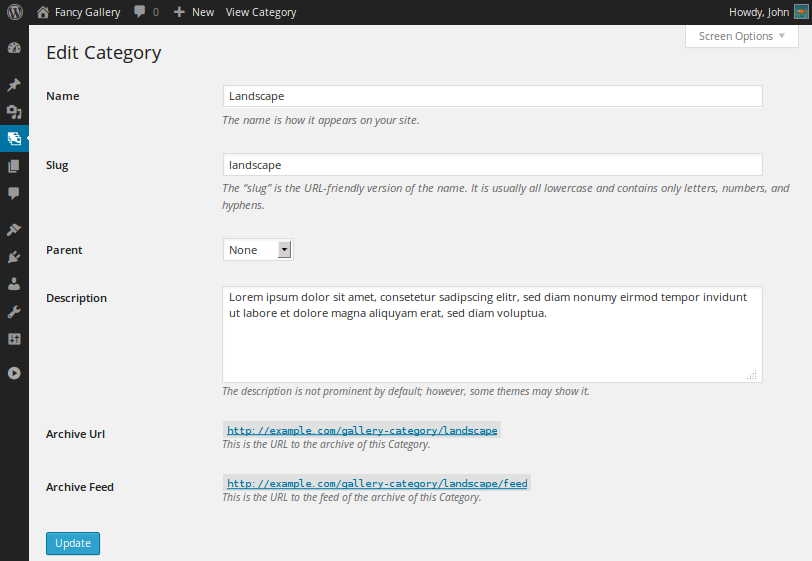 Fancy Gallery 0 New View Category Howdy, John
Screen Options
Edit Category
Name
Landscape
The name is how it appears on your site.
Slug
landscape
The “slug” is the URL-friendly version of the name. It is usually all lowercase and contains only letters, numbers, and
hyphens.
Parent
None
Description
Lorem ipsum dolor sit amet, consetetur sadipscing elitr, sed diam nonumy eirmod tempor invidunt
ut labore et dolore magna aliquyam erat, sed diam voluptua.
The description is not prominent by default; however, some themes may show it.
Archive Url
http://example.com/gallery-category/landscape
This is the URL to the archive of this Category.
Archive Feed
http://example.com/gallery-category/landscape/feed
This is the URL to the feed of the archive of this Category.
Update